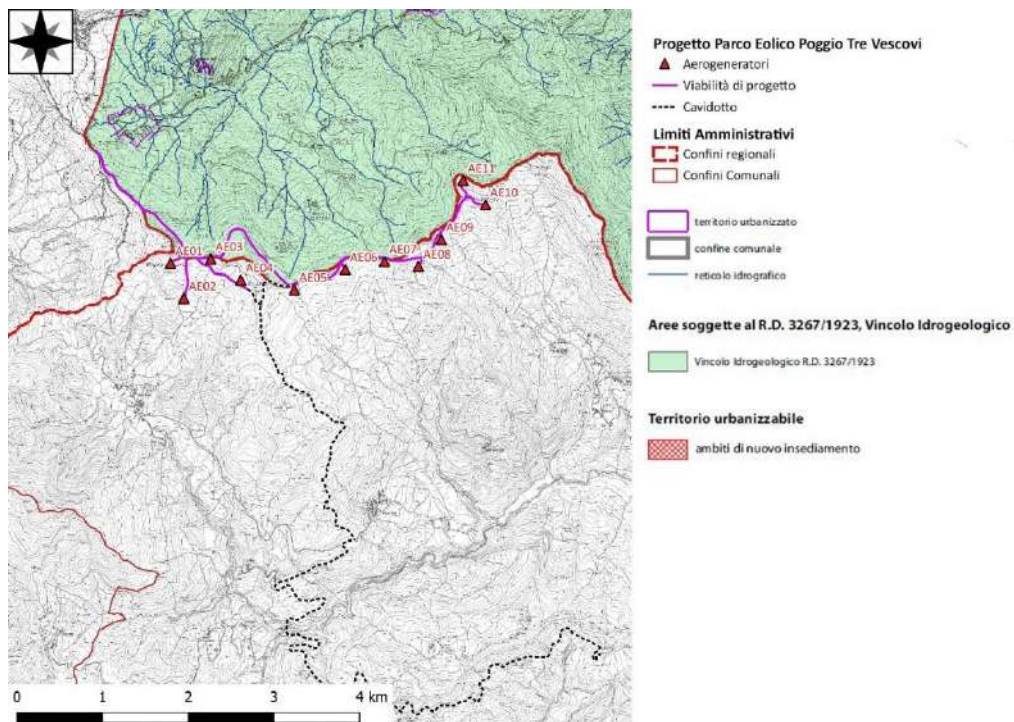 Progetto Parco Eolico Poggio Tre Vescovi
Aerogeneratori
Viabilità di progetto
Cavidotto
Limiti Amministrativi
Confini regionali
Confini Comunali
territorio urbanizzato
confine comunale
reticolo idrografico
Aree soggette al R.D. 3267/1923, Vincolo Idrogeologico
Vincolo Idrogeologico R.D. 3267/1923
Territorio urbanizzabile
ambiti di nuovo insediamento
AE11
AE10
AE09
AE01
AE03
AE07
AE08
AE06
AE04
AE05
AE02
0 1 2 3 4 km